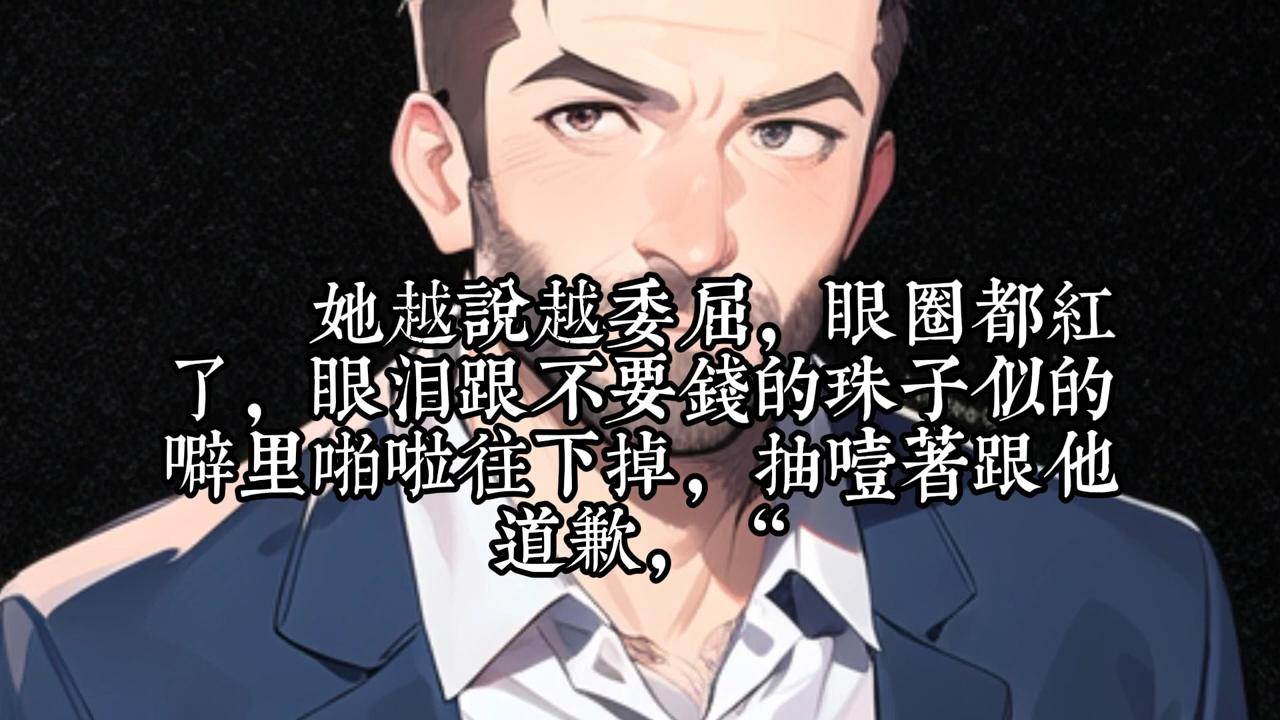 她越說越委屈，眼圈都紅
了，眼泪跟不要錢的珠子似的
噼里啪啦往下掉，抽噎著跟他
道歉，“